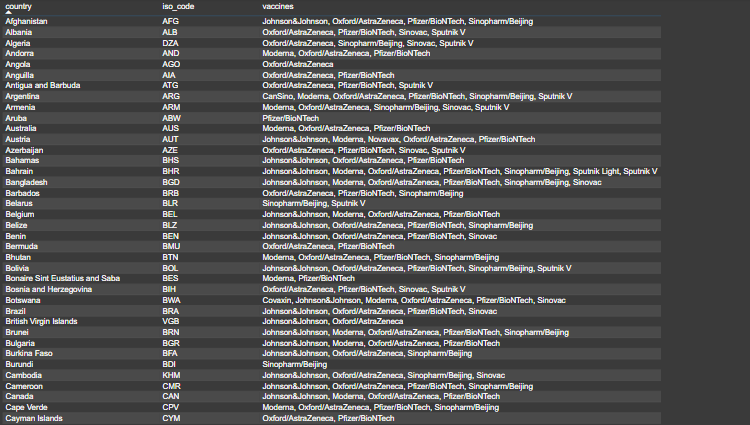 country iso_code vaccines
Afghanistan AFG Johnson&Johnson, Oxford/AstraZeneca, Pfizer/BioNTech, Sinopharm/Beijing
Albania ALB Oxford/AstraZeneca, Pfizer/BioNTech, Sinovac, Sputnik V
Algeria DZA Oxford/AstraZeneca, Sinopharm/Beijing, Sinovac, Sputnik V
Andorra AND Moderna, Oxford/AstraZeneca, Pfizer/BioNTech
Angola AGO Oxford/AstraZeneca
Anguilla AIA Oxford/AstraZeneca, Pfizer/BioNTech
Antigua and Barbuda ATG Oxford/AstraZeneca, Pfizer/BioNTech, Sputnik V
Argentina ARG CanSino, Moderna, Oxford/AstraZeneca, Pfizer/BioNTech, Sinopharm/Beijing, Sputnik V
Armenia ARM Moderna, Oxford/AstraZeneca, Sinopharm/Beijing, Sinovac, Sputnik V
Aruba ABW Pfizer/BioNTech
Australia AUS Moderna, Oxford/AstraZeneca, Pfizer/BioNTech
Austria AUT Johnson&Johnson, Moderna, Novavax, Oxford/AstraZeneca, Pfizer/BioNTech
Azerbaijan AZE Oxford/AstraZeneca, Pfizer/BioNTech, Sinovac, Sputnik V
Bahamas BHS Johnson&Johnson, Oxford/AstraZeneca, Pfizer/BioNTech
Bahrain BHR Johnson&Johnson, Moderna, Oxford/AstraZeneca, Pfizer/BioNTech, Sinopharm/Beijing, Sputnik Light, Sputnik V
Bangladesh BGD Johnson&Johnson, Moderna, Oxford/AstraZeneca, Pfizer/BioNTech, Sinopharm/Beijing, Sinovac
Barbados BRB Oxford/AstraZeneca, Pfizer/BioNTech, Sinopharm/Beijing
Belarus BLR Sinopharm/Beijing, Sputnik V
Belgium BEL Johnson&Johnson, Moderna, Oxford/AstraZeneca, Pfizer/BioNTech
Belize BLZ Johnson&Johnson, Oxford/AstraZeneca, Pfizer/BioNTech, Sinopharm/Beijing
Benin BEN Johnson&Johnson, Oxford/AstraZeneca, Pfizer/BioNTech, Sinovac
Bermuda BMU Oxford/AstraZeneca, Pfizer/BioNTech
Bhutan BTN Moderna, Oxford/AstraZeneca, Pfizer/BioNTech, Sinopharm/Beijing
Bolivia BOL Johnson&Johnson, Oxford/AstraZeneca, Pfizer/BioNTech, Sinopharm/Beijing, Sputnik V
Bonaire Sint Eustatius and Saba BES Moderna, Pfizer/BioNTech
Bosnia and Herzegovina BIH Oxford/AstraZeneca, Pfizer/BioNTech, Sinovac, Sputnik V
Botswana BWA Covaxin, Johnson&Johnson, Moderna, Oxford/AstraZeneca, Pfizer/BioNTech, Sinovac
Brazil BRA Johnson&Johnson, Oxford/AstraZeneca, Pfizer/BioNTech, Sinovac
British Virgin Islands VGB Johnson&Johnson, Oxford/AstraZeneca
Brunei BRN Johnson&Johnson, Moderna, Oxford/AstraZeneca, Pfizer/BioNTech, Sinopharm/Beijing
Bulgaria BGR Johnson&Johnson, Moderna, Oxford/AstraZeneca, Pfizer/BioNTech
Burkina Faso BFA Johnson&Johnson, Oxford/AstraZeneca, Sinopharm/Beijing
Burundi BDI Sinopharm/Beijing
Cambodia KHM Johnson&Johnson, Oxford/AstraZeneca, Sinopharm/Beijing, Sinovac
Cameroon CMR Johnson&Johnson, Oxford/AstraZeneca, Pfizer/BioNTech, Sinopharm/Beijing
Canada CAN Johnson&Johnson, Moderna, Oxford/AstraZeneca, Pfizer/BioNTech
Cape Verde CPV Moderna, Oxford/AstraZeneca, Pfizer/BioNTech, Sinopharm/Beijing
Cayman Islands CYM Oxford/AstraZeneca, Pfizer/BioNTech